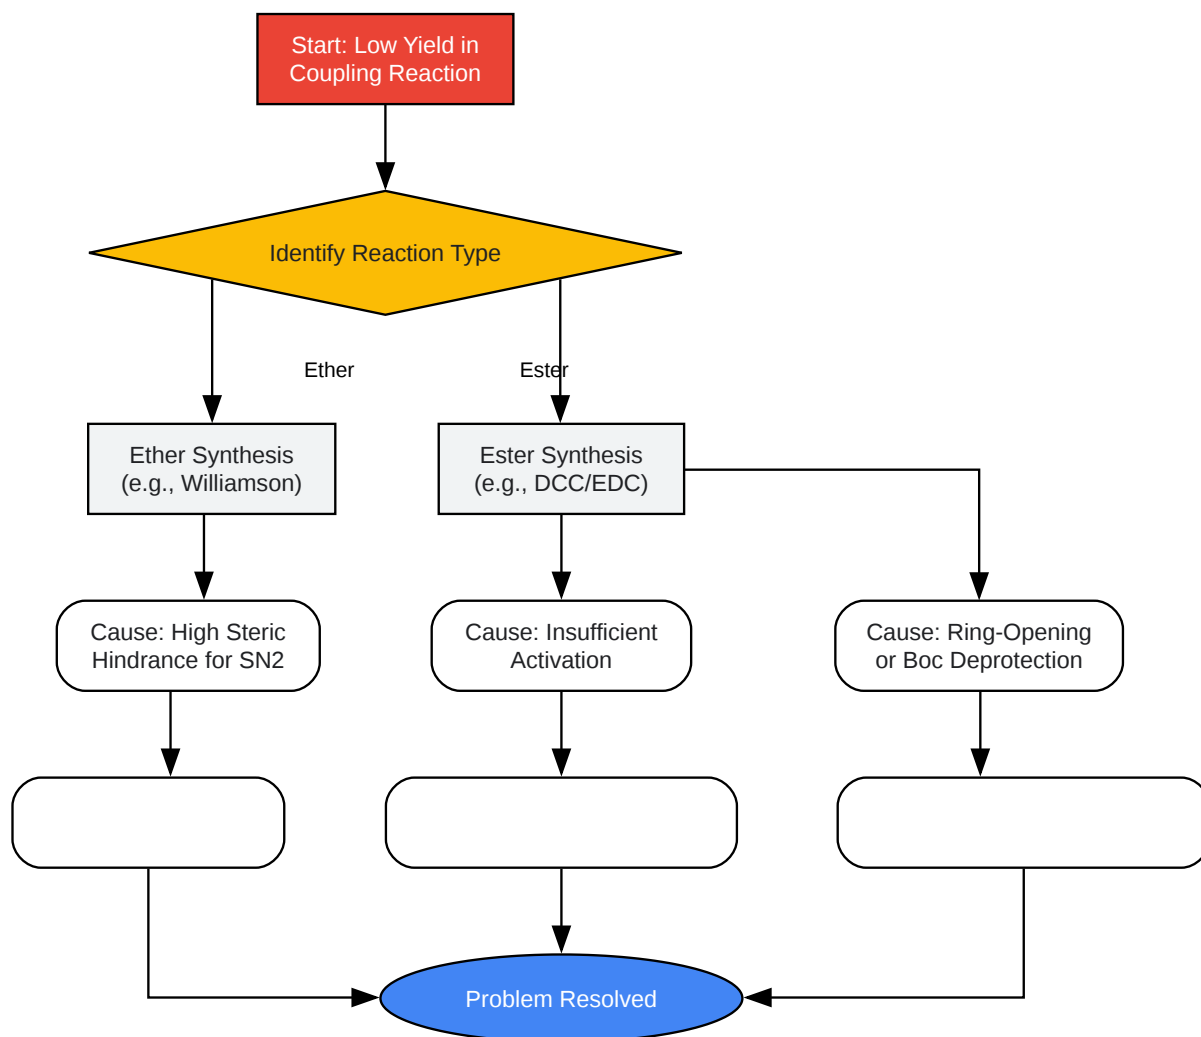 Start: Low Yield in
Coupling Reaction
Identify Reaction Type
Ether
Ester
Ether Synthesis
(e.g., Williamson)
Ester Synthesis
(e.g., DCC/EDC)
Cause: High Steric
Hindrance for SN2
Cause: Insufficient
Activation
Cause: Ring-Opening
or Boc Deprotection
Problem Resolved